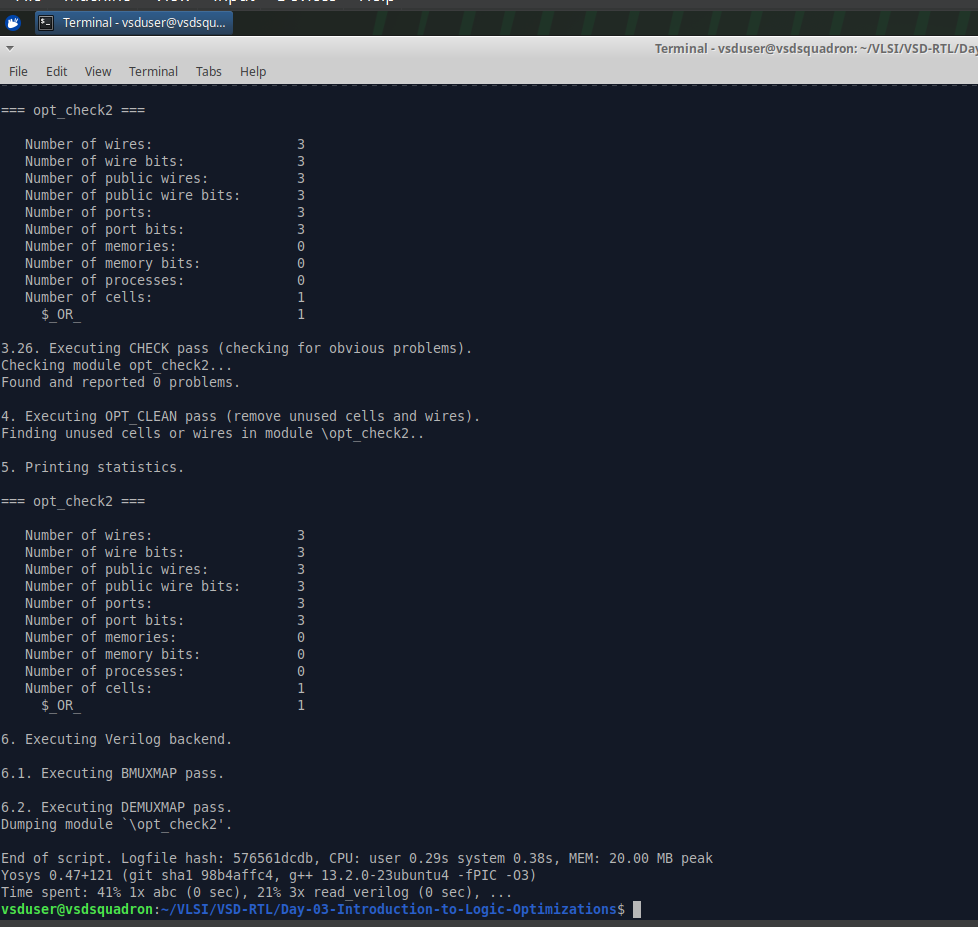 Terminal - vsduser@vsdsqu...
Terminal - vsduser@vsdsquadron: ~/VLSI/VSD-RTL/Day
File Edit View Terminal Tabs Help
=== opt_check2 ===
Number of wires: 3
Number of wire bits: 3
Number of public wires: 3
Number of public wire bits: 3
Number of ports: 3
Number of port bits: 3
Number of memories: 0
Number of memory bits: 0
Number of processes: 0
Number of cells: 1
$_OR_ 1
3.26. Executing CHECK pass (checking for obvious problems).
Checking module opt_check2...
Found and reported 0 problems.
4. Executing OPT_CLEAN pass (remove unused cells and wires).
Finding unused cells or wires in module \opt_check2..
5. Printing statistics.
=== opt_check2 ===
Number of wires: 3
Number of wire bits: 3
Number of public wires: 3
Number of public wire bits: 3
Number of ports: 3
Number of port bits: 3
Number of memories: 0
Number of memory bits: 0
Number of processes: 0
Number of cells: 1
$_OR_ 1
6. Executing Verilog backend.
6.1. Executing BMUXMAP pass.
6.2. Executing DEMUXMAP pass.
Dumping module `\opt_check2'.
End of script. Logfile hash: 576561dcdb, CPU: user 0.29s system 0.38s, MEM: 20.00 MB peak
Yosys 0.47+121 (git sha1 98b4affc4, g++ 13.2.0-23ubuntu4 -fPIC -O3)
Time spent: 41% 1x abc (0 sec), 21% 3x read_verilog (0 sec), ...
vsduser@vsdsquadron:~/VLSI/VSD-RTL/Day-03-Introduction-to-Logic-Optimizations$